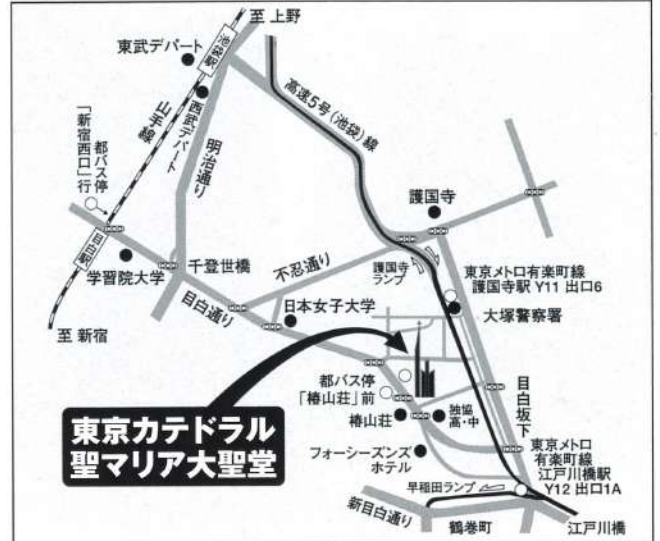 至 上野
東武デパート
池袋駅
高速5号(池袋)線
山手線
西武デパート
明治通り
都バス停
「新宿西口」行
護国寺
目白駅
学習院大学
千登世橋
不忍通り
護国寺
ランプ
東京メトロ有楽町線
護国寺駅 Y11 出口6
目白通り
日本女子大学
大塚警察署
至 新宿
都バス停
「椿山荘」前
目白坂下
東京カテドラル
聖マリア大聖堂
椿山荘
独協
高・中
フォーシーズンズ
ホテル
東京メトロ
有楽町線
江戸川橋駅
Y12 出口1A
早稲田ランプ
新目白通り
鶴巻町
江戸川橋